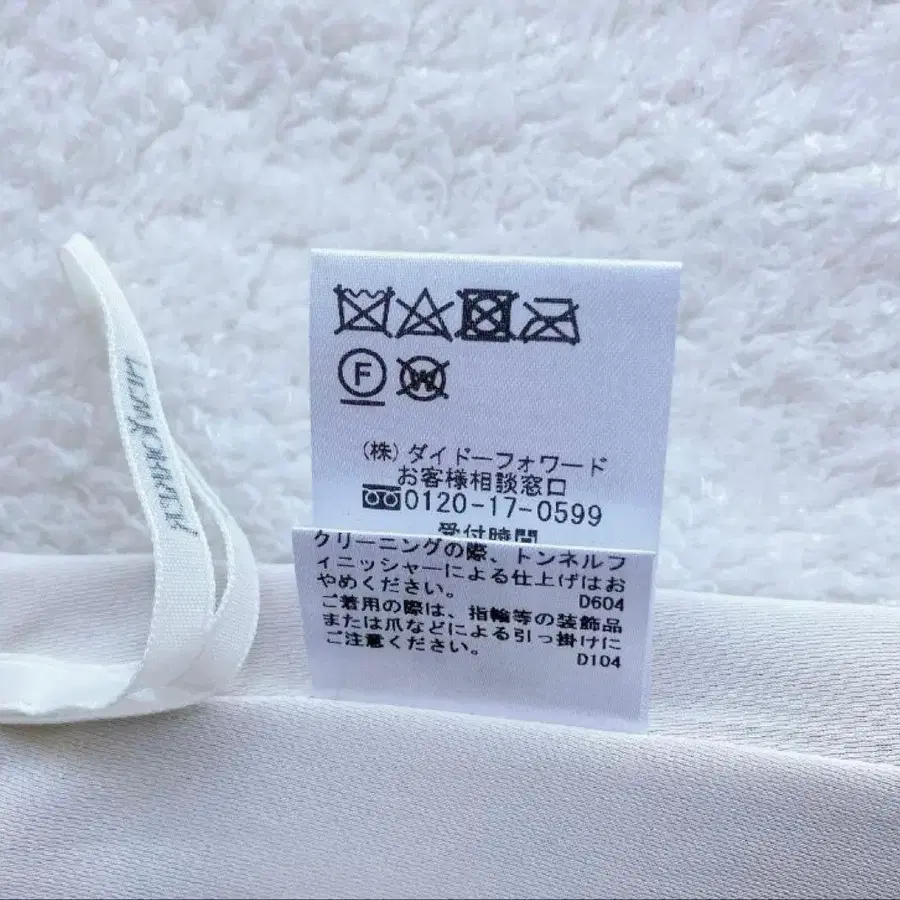 F W
(株)ダイドーフォワード
お客様相談窓口
0120-17-0599
受付時間
クリーニングの際、トンネルフ
ィニッシャーによる仕上げはお
やめください。 D604
ご着用の際は、指輪等の装飾品
または爪などによる引っ掛けに
ご注意ください。 D104